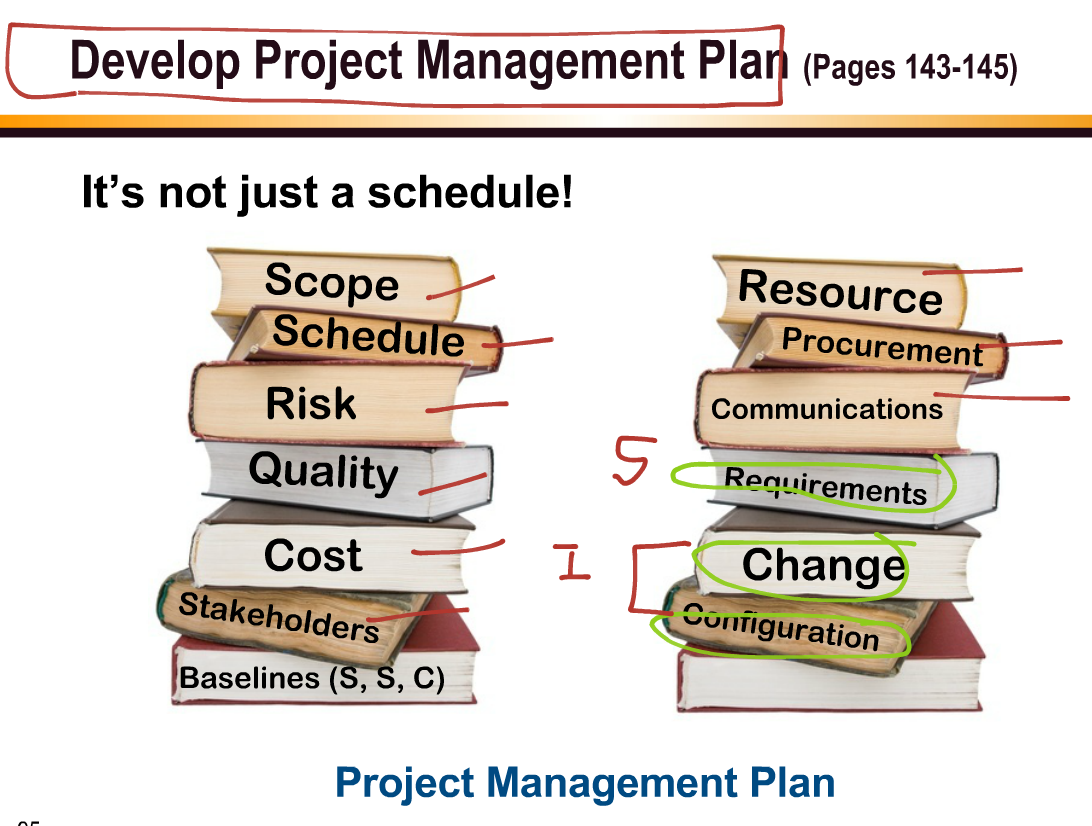 Develop Project Management Plan (Pages 143-145)
It's not just a schedule!
Scope
Schedule
Risk
Quality
Cost
Stakeholders
Baselines (S, S, C)
Resource
Procurement
Communications
S
Requirements
I
Change
Configuration
Project Management Plan